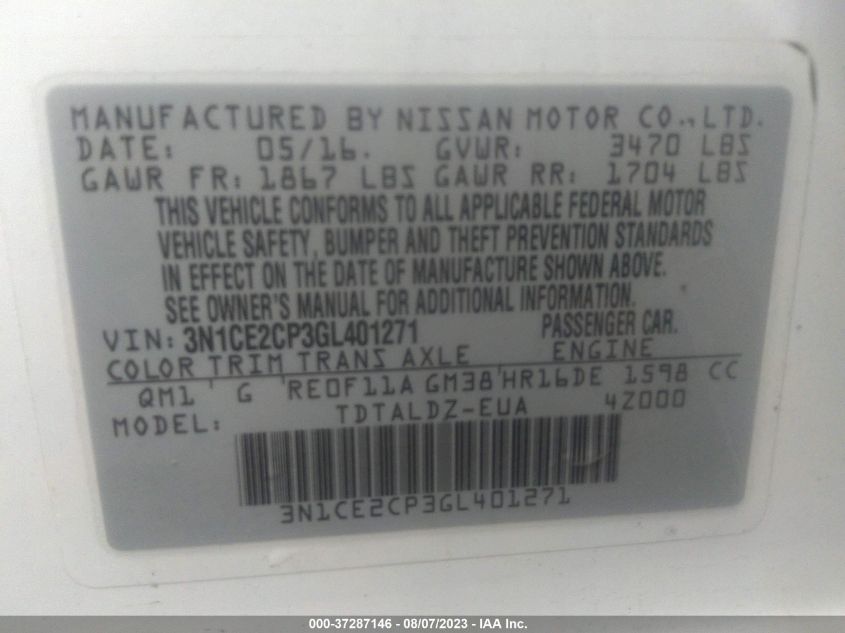 MANUFACTURED BY NISSAN MOTOR CO., LTD.
DATE: 05/16. GVWR: 3470 LBS
GAWR FR: 1867 LBS GAWR RR: 1704 LBS
THIS VEHICLE CONFORMS TO ALL APPLICABLE FEDERAL MOTOR
VEHICLE SAFETY, BUMPER AND THEFT PREVENTION STANDARDS
IN EFFECT ON THE DATE OF MANUFACTURE SHOWN ABOVE.
SEE OWNER'S MANUAL FOR ADDITIONAL INFORMATION.
VIN: 3N1CE2CP3GL401271 PASSENGER CAR.
COLOR TRIM TRANS AXLE ENGINE
QM1 G RE0F11A GM38 HR16DE 1598 CC
MODEL: TDTALDZ-EUA 4Z000
3N1CE2CP3GL401271
000-37287146 - 08/07/2023 - IAA Inc.